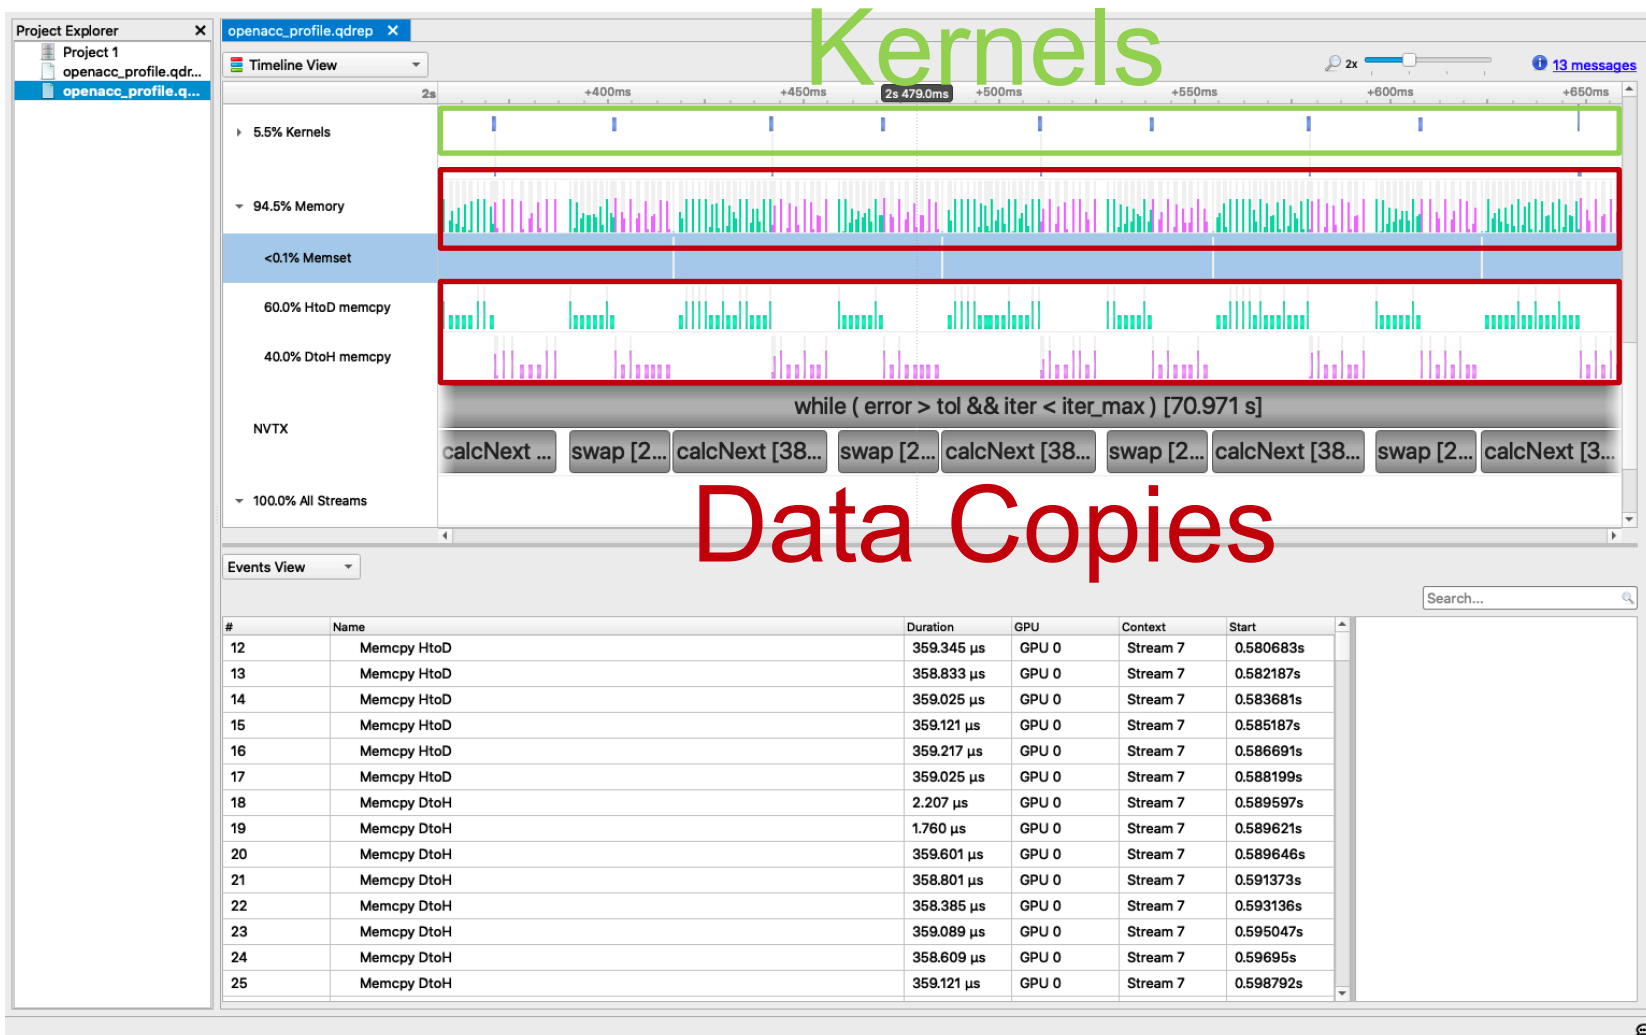 Project Explorer
Project 1
openacc_profile.qdr...
openacc_profile.q...
openacc_profile.qdrep
Kernels
Timeline View
2x
13 messages
2s
+400ms
+450ms
2s 479.0ms
+500ms
+550ms
+600ms
+650ms
5.5% Kernels
94.5% Memory
<0.1% Memset
60.0% HtoD memcpy
40.0% DtoH memcpy
NVTX
while ( error > tol && iter < iter_max ) [70.971 s]
calcNext ...
swap [2...
calcNext [38...
swap [2...
calcNext [38...
swap [2...
calcNext [38...
swap [2...
calcNext [3...
100.0% All Streams
Data Copies
Events View
Search...
# Name Duration GPU Context Start
12 Memcpy HtoD 359.345 μs GPU 0 Stream 7 0.580683s
13 Memcpy HtoD 358.833 μs GPU 0 Stream 7 0.582187s
14 Memcpy HtoD 359.025 μs GPU 0 Stream 7 0.583681s
15 Memcpy HtoD 359.121 μs GPU 0 Stream 7 0.585187s
16 Memcpy HtoD 359.217 μs GPU 0 Stream 7 0.586691s
17 Memcpy HtoD 359.025 μs GPU 0 Stream 7 0.588199s
18 Memcpy DtoH 2.207 μs GPU 0 Stream 7 0.589597s
19 Memcpy DtoH 1.760 μs GPU 0 Stream 7 0.589621s
20 Memcpy DtoH 359.601 μs GPU 0 Stream 7 0.589646s
21 Memcpy DtoH 358.801 μs GPU 0 Stream 7 0.591373s
22 Memcpy DtoH 358.385 μs GPU 0 Stream 7 0.593136s
23 Memcpy DtoH 359.089 μs GPU 0 Stream 7 0.595047s
24 Memcpy DtoH 358.609 μs GPU 0 Stream 7 0.59695s
25 Memcpy DtoH 359.121 μs GPU 0 Stream 7 0.598792s